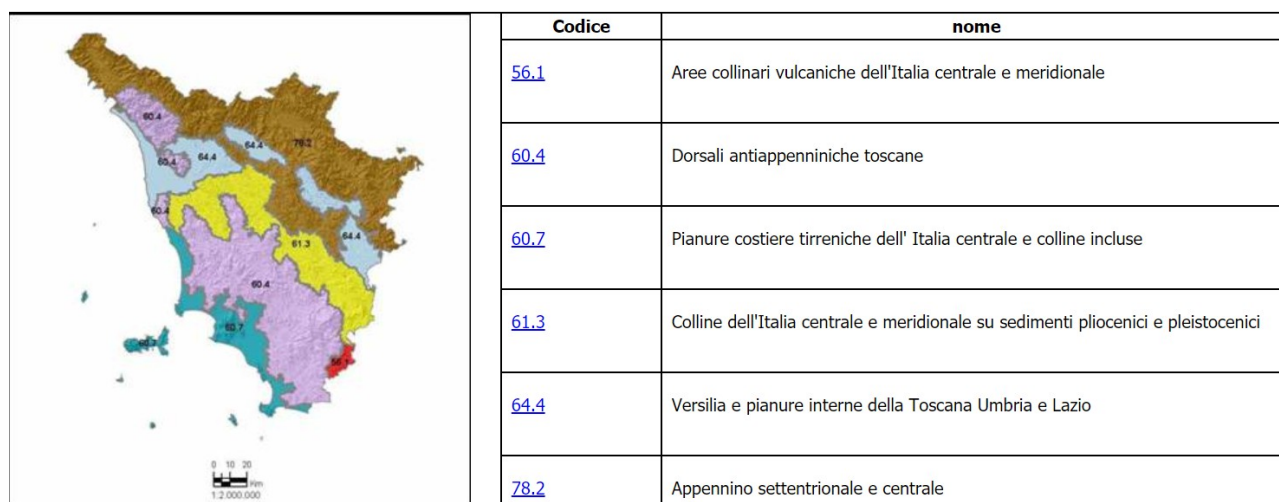 60.4
64.4
78.2
60.4
64.4
60.4
64.4
61.3
60.4
60.7
60.7
56.1
0 10 20
Km
1:2.000.000
Codice nome
56.1 Aree collinari vulcaniche dell'Italia centrale e meridionale
60.4 Dorsali antiappenniniche toscane
60.7 Pianure costiere tirreniche dell' Italia centrale e colline incluse
61.3 Colline dell'Italia centrale e meridionale su sedimenti pliocenici e pleistocenici
64.4 Versilia e pianure interne della Toscana Umbria e Lazio
78.2 Appennino settentrionale e centrale